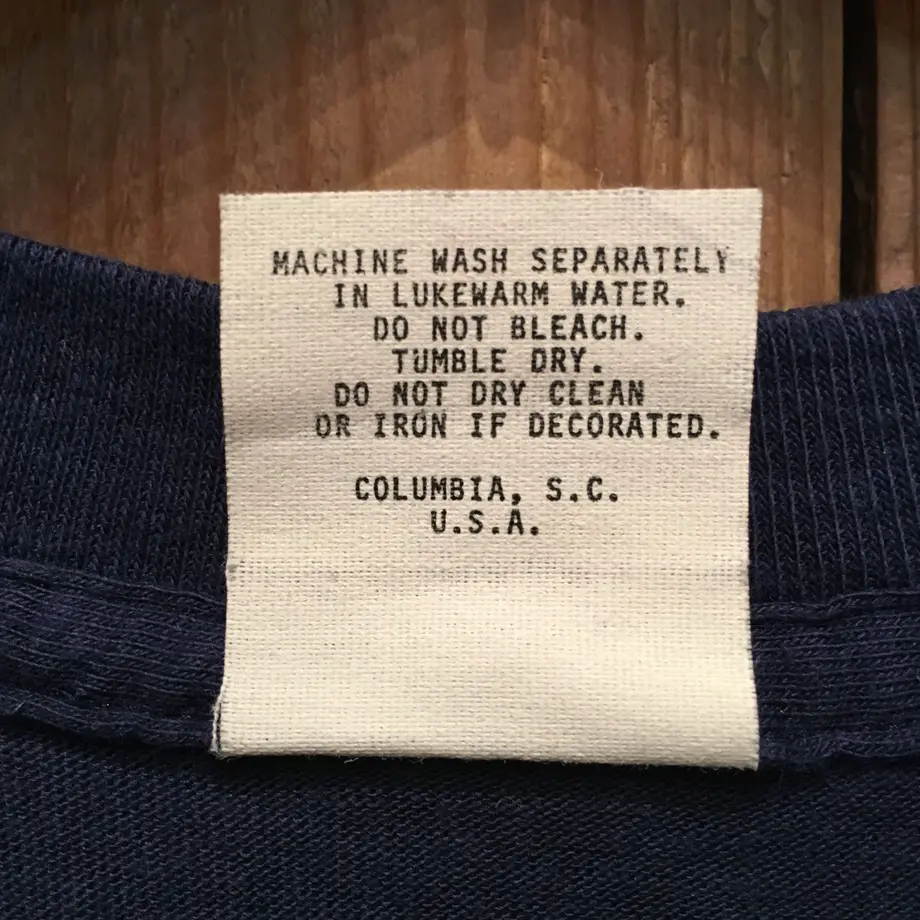 MACHINE WASH SEPARATELY
IN LUKEWARM WATER.
DO NOT BLEACH.
TUMBLE DRY.
DO NOT DRY CLEAN
OR IRON IF DECORATED.
COLUMBIA, S.C.
U.S.A.